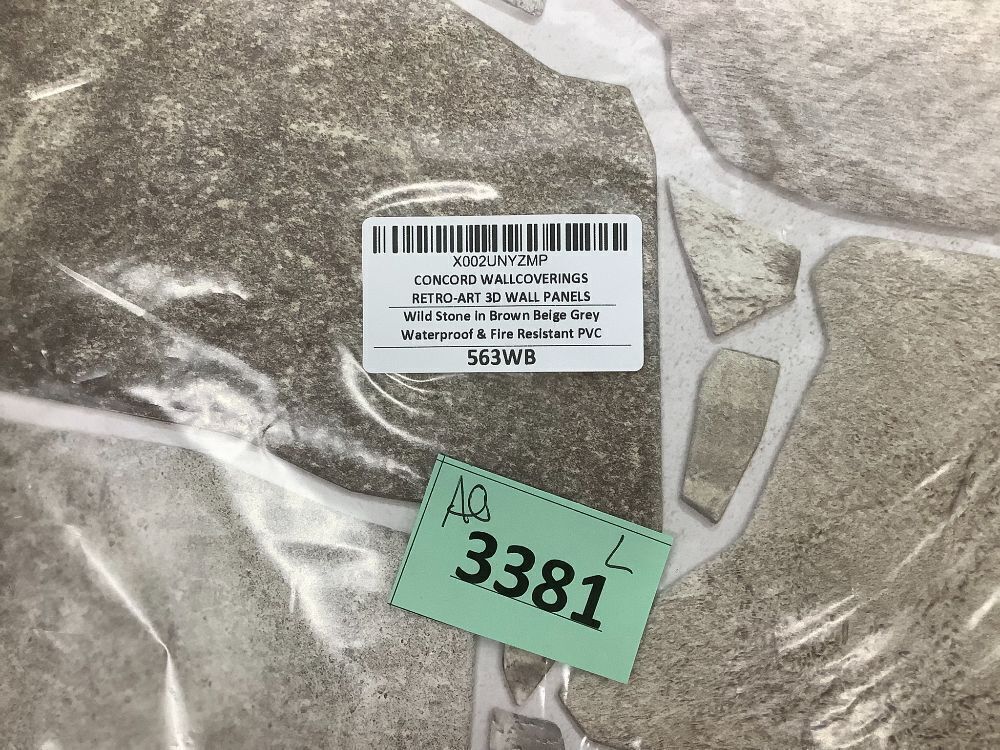 X002UNYZMP
CONCORD WALLCOVERINGS
RETRO-ART 3D WALL PANELS
Wild Stone in Brown Beige Grey
Waterproof & Fire Resistant PVC
563WB
L
3381